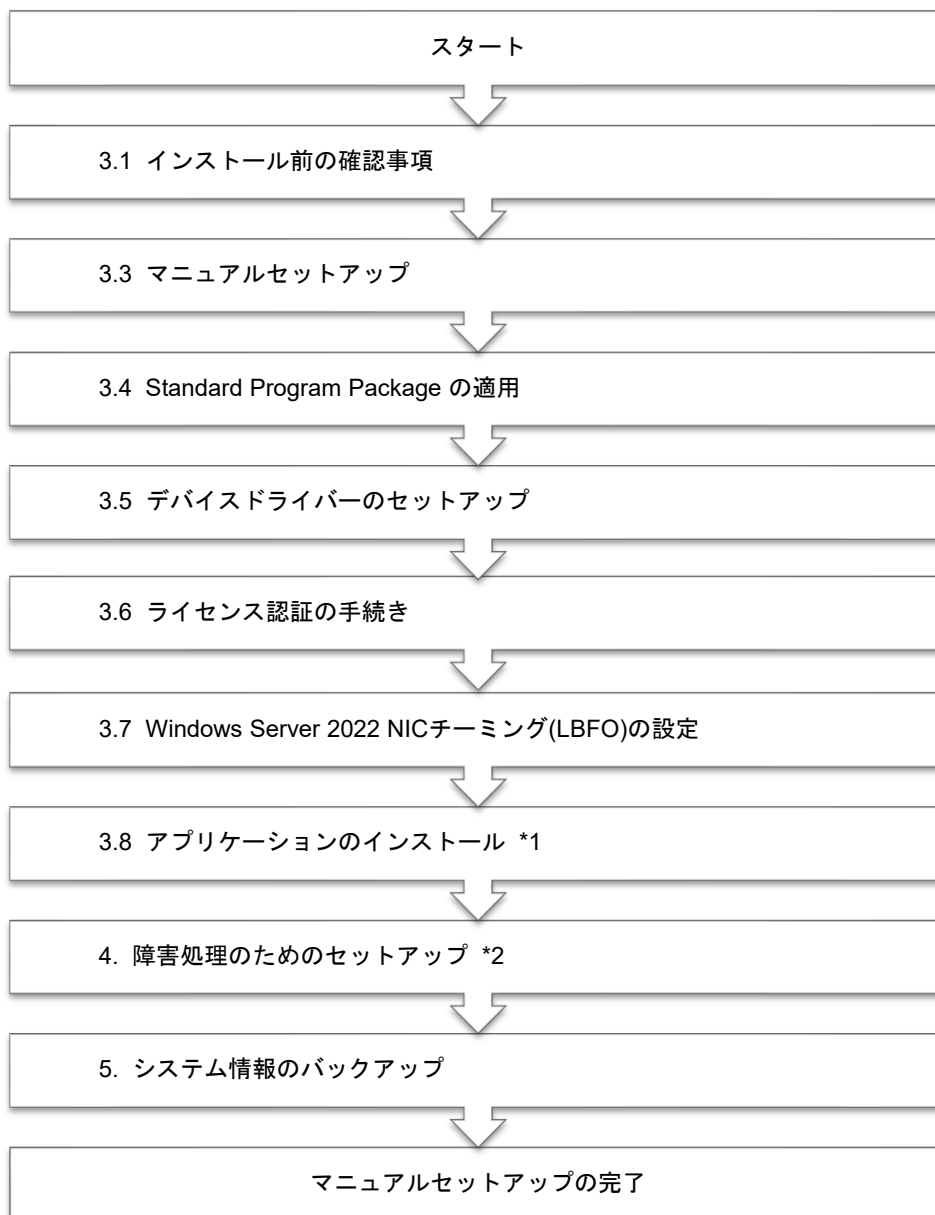 スタート
3.1 インストール前の確認事項
3.3 マニュアルセットアップ
3.4 Standard Program Package の適用
3.5 デバイスドライバーのセットアップ
3.6 ライセンス認証の手続き
3.7 Windows Server 2022 NICチーミング(LBFO)の設定
3.8 アプリケーションのインストール *1
4. 障害処理のためのセットアップ *2
5. システム情報のバックアップ
マニュアルセットアップの完了